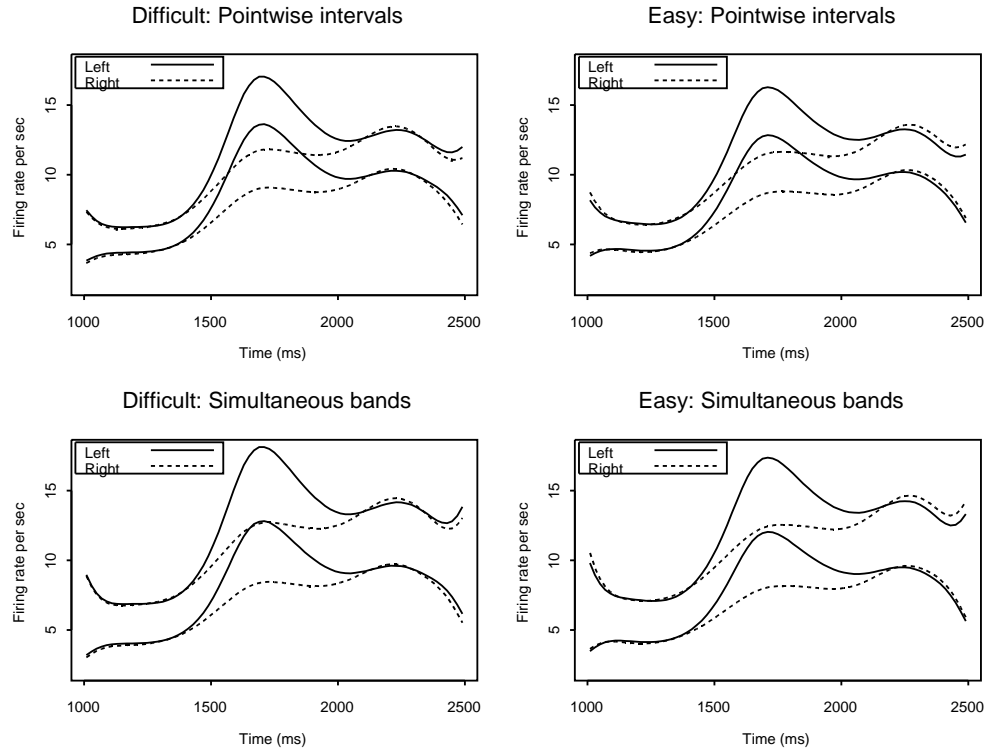 Difficult: Pointwise intervals
Left
Right
Firing rate per sec
15
10
5
1000 1500 2000 2500
Time (ms)
Easy: Pointwise intervals
Left
Right
Firing rate per sec
15
10
5
1000 1500 2000 2500
Time (ms)
Difficult: Simultaneous bands
Left
Right
Firing rate per sec
15
10
5
1000 1500 2000 2500
Time (ms)
Easy: Simultaneous bands
Left
Right
Firing rate per sec
15
10
5
1000 1500 2000 2500
Time (ms)